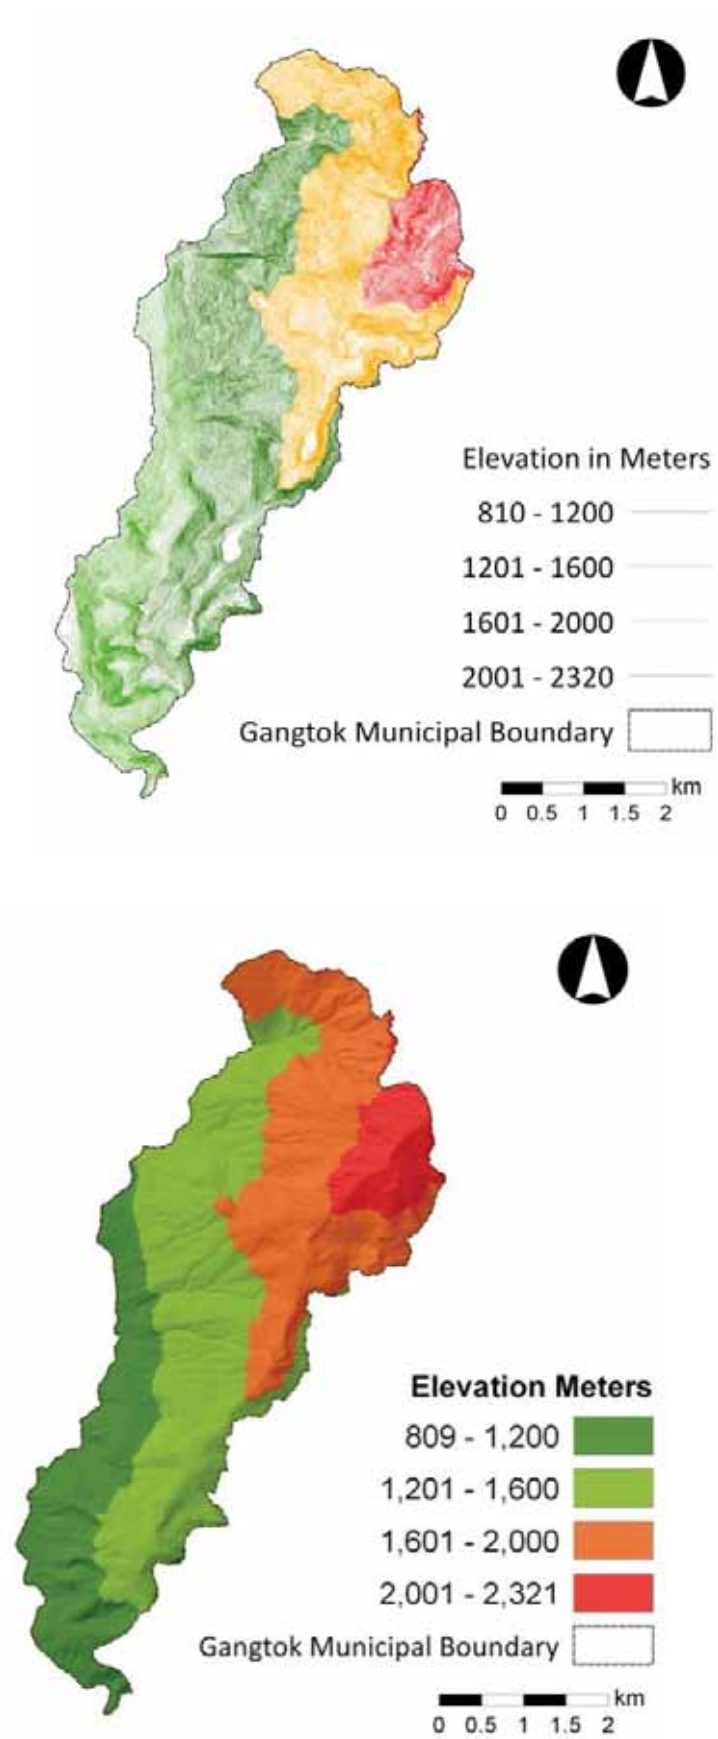 Elevation in Meters
810 - 1200
1201 - 1600
1601 - 2000
2001 - 2320
Gangtok Municipal Boundary
km
0 0.5 1 1.5 2
Elevation Meters
809 - 1,200
1,201 - 1,600
1,601 - 2,000
2,001 - 2,321
Gangtok Municipal Boundary
km
0 0.5 1 1.5 2